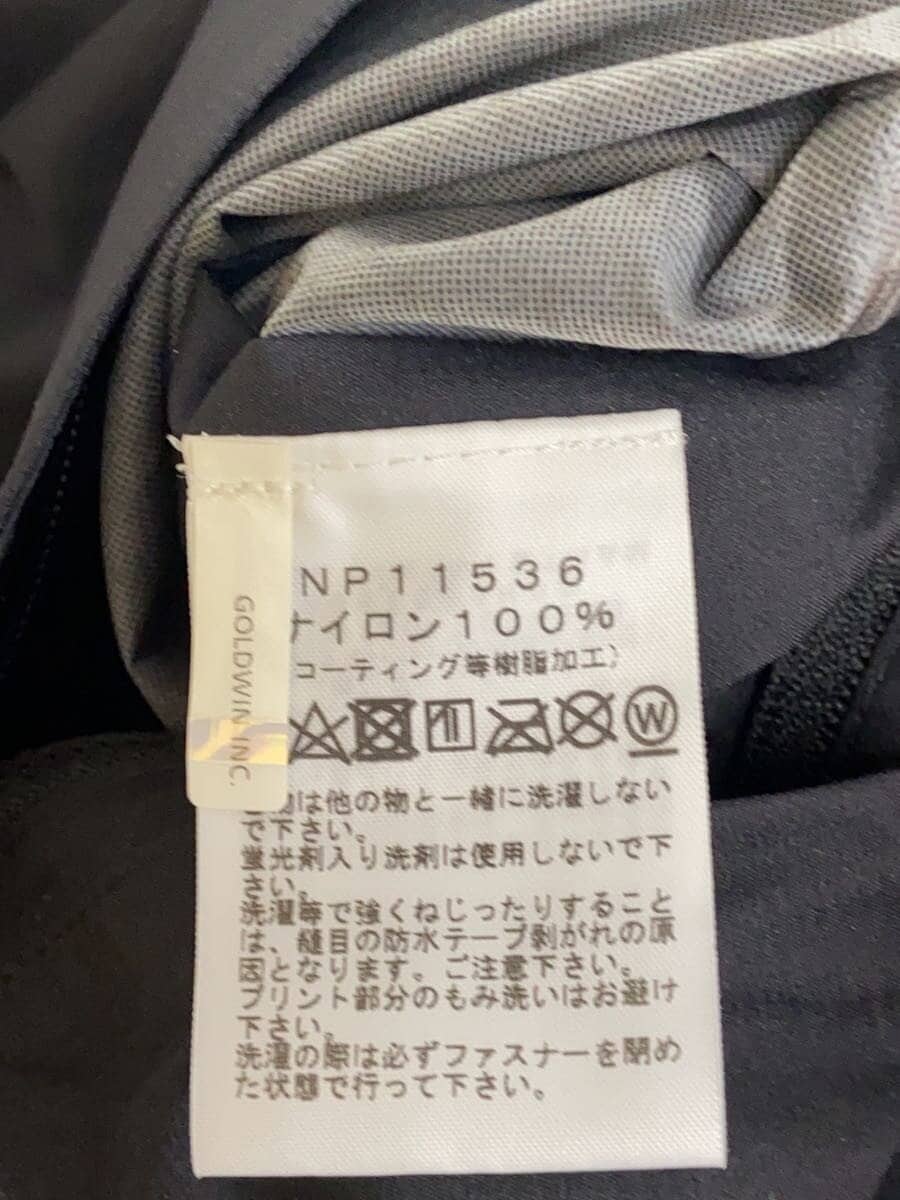 GOLDWIN INC.
NP11536
ナイロン100%
コーティング等樹脂加工)
W
物は他の物と一緒に洗濯しない
で下さい。
蛍光剤入り洗剤は使用しないで下
さい。
洗濯等で強くねじったりすること
は、縫目の防水テープ剥がれの原
因となります。ご注意下さい。
プリント部分のもみ洗いはお避け
下さい。
洗濯の際は必ずファスナーを閉め
た状態で行って下さい。